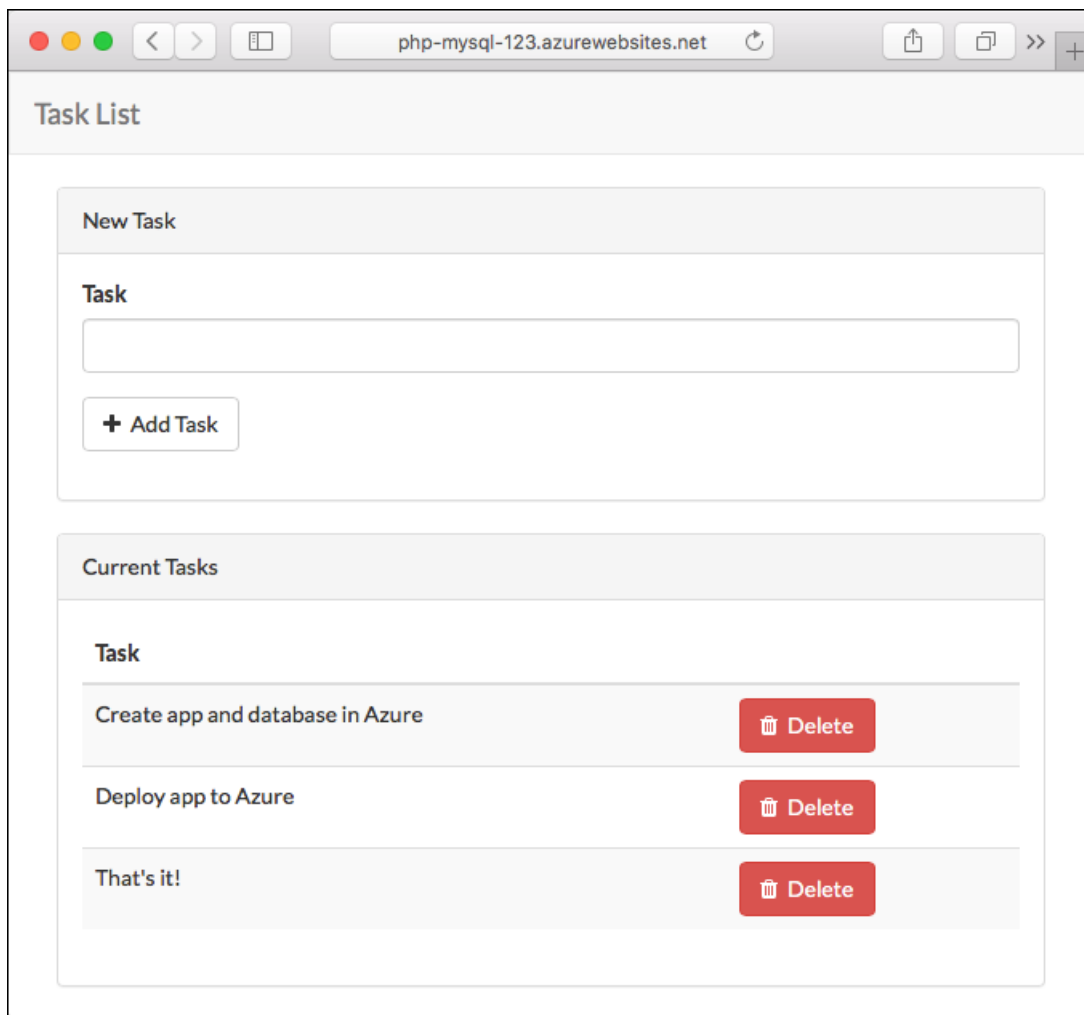 php-mysql-123.azurewebsites.net
Task List
New Task
Task
Add Task
Current Tasks
Task
Create app and database in Azure
Delete
Deploy app to Azure
Delete
That's it!
Delete